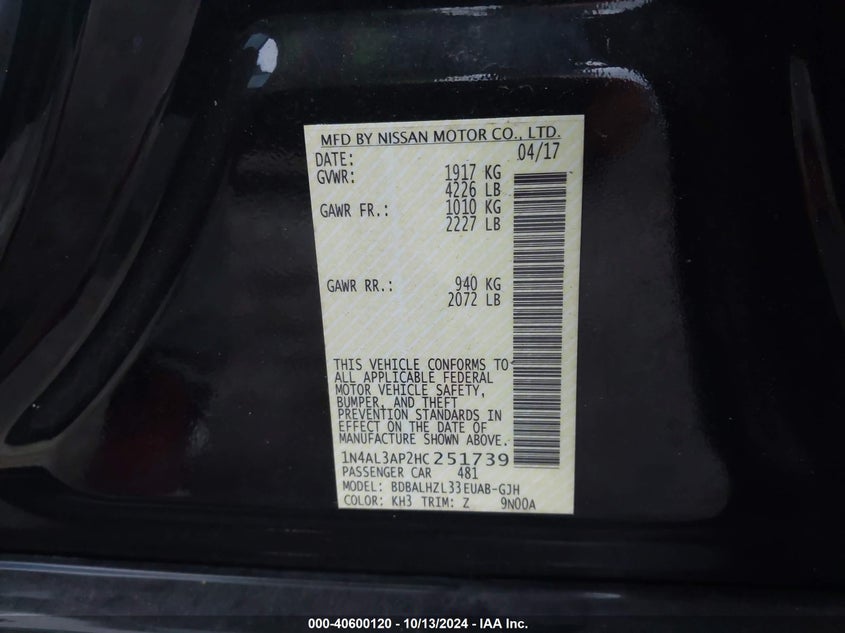 MFD BY NISSAN MOTOR CO., LTD.
DATE: 04/17
GVWR: 1917 KG
4226 LB
GAWR FR.: 1010 KG
2227 LB
GAWR RR.: 940 KG
2072 LB
THIS VEHICLE CONFORMS TO
ALL APPLICABLE FEDERAL
MOTOR VEHICLE SAFETY,
BUMPER, AND THEFT
PREVENTION STANDARDS IN
EFFECT ON THE DATE OF
MANUFACTURE SHOWN ABOVE.
1N4AL3AP2HC251739
PASSENGER CAR 481
MODEL: BDBALHZL33EUAB-GJH
COLOR: KH3 TRIM: Z 9N00A
000-40600120 - 10/13/2024 - IAA Inc.